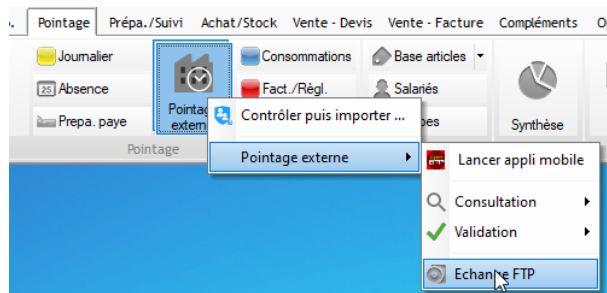 Pointage Prépa./Suivi Achat/Stock Vente - Devis Vente - Facture Compléments
Journalier Consommations Base articles
25 Absence Fact./Règl. Salariés
Prepa. paye Synthèse
Pointage
Contrôler puis importer ...
Pointage externe
Lancer appli mobile
Consultation
Validation
Echange FTP